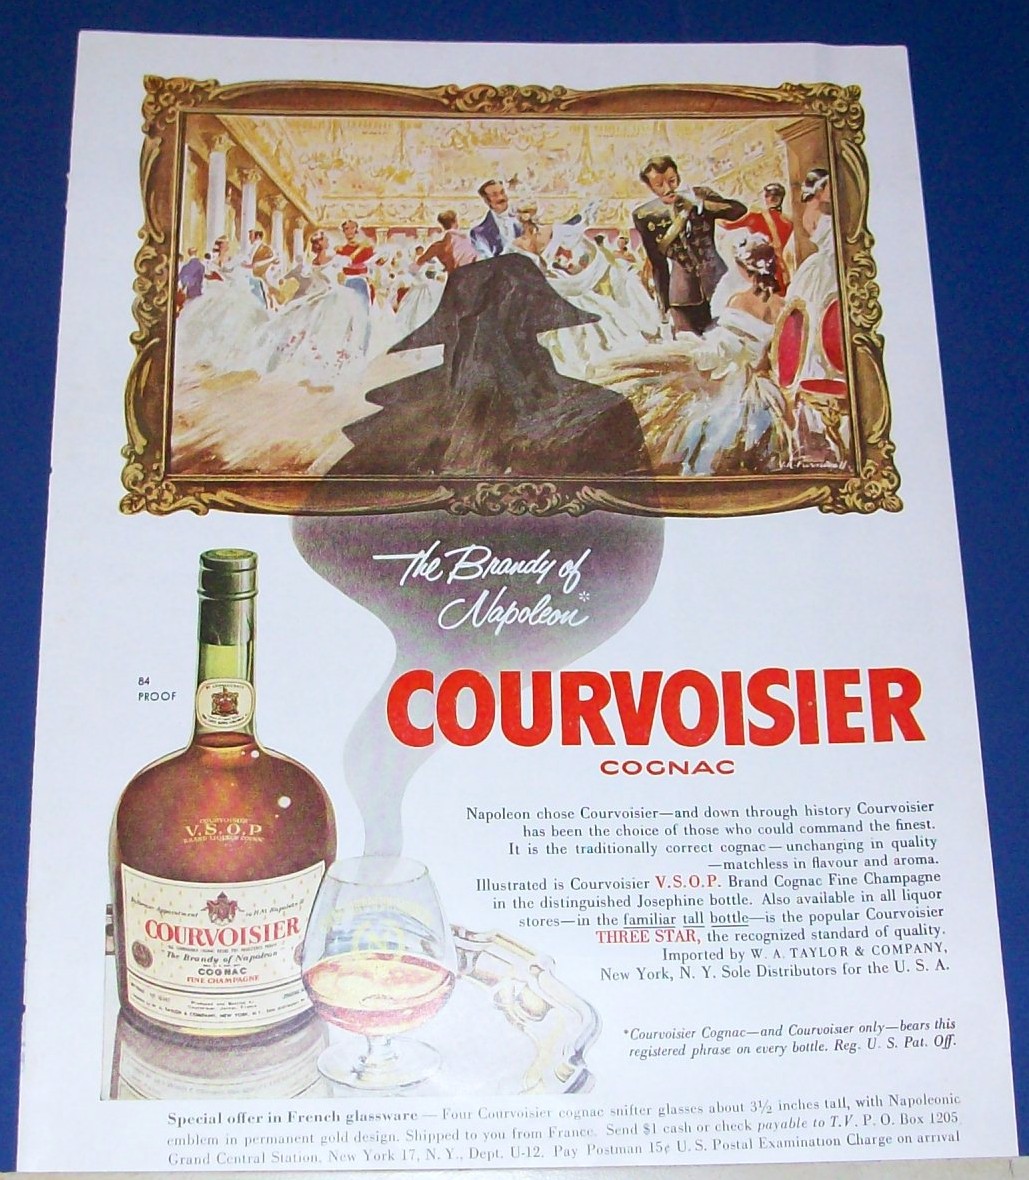 The Brandy of
Napoleon*
84
PROOF
COURVOISIER
COGNAC
COURVOISIER
V.S.O.P
COURVOISIER
The Brandy of Napoleon
COGNAC
FINE CHAMPAGNE
Napoleon chose Courvoisier—and down through history Courvoisier
has been the choice of those who could command the finest.
It is the traditionally correct cognac—unchanging in quality
—matchless in flavour and aroma.
Illustrated is Courvoisier V.S.O.P. Brand Cognac Fine Champagne
in the distinguished Josephine bottle. Also available in all liquor
stores—in the familiar tall bottle—is the popular Courvoisier
THREE STAR, the recognized standard of quality.
Imported by W. A. TAYLOR & COMPANY,
New York, N. Y. Sole Distributors for the U. S. A.
*Courvoisier Cognac—and Courvoisier only—bears this
registered phrase on every bottle. Reg. U. S. Pat. Off.
Special offer in French glassware — Four Courvoisier cognac snifter glasses about 3½ inches tall, with Napoleonic
emblem in permanent gold design. Shipped to you from France. Send $1 cash or check payable to T.V. P. O. Box 1205
Grand Central Station, New York 17, N. Y., Dept. U-12. Pay Postman 15¢ U. S. Postal Examination Charge on arrival